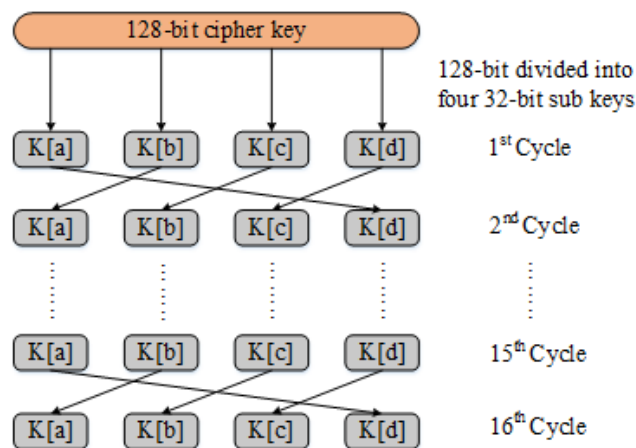 128-bit cipher key
128-bit divided into
four 32-bit sub keys
K[a] K[b] K[c] K[d] 1st Cycle
K[a] K[b] K[c] K[d] 2nd Cycle
K[a] K[b] K[c] K[d] 15th Cycle
K[a] K[b] K[c] K[d] 16th Cycle